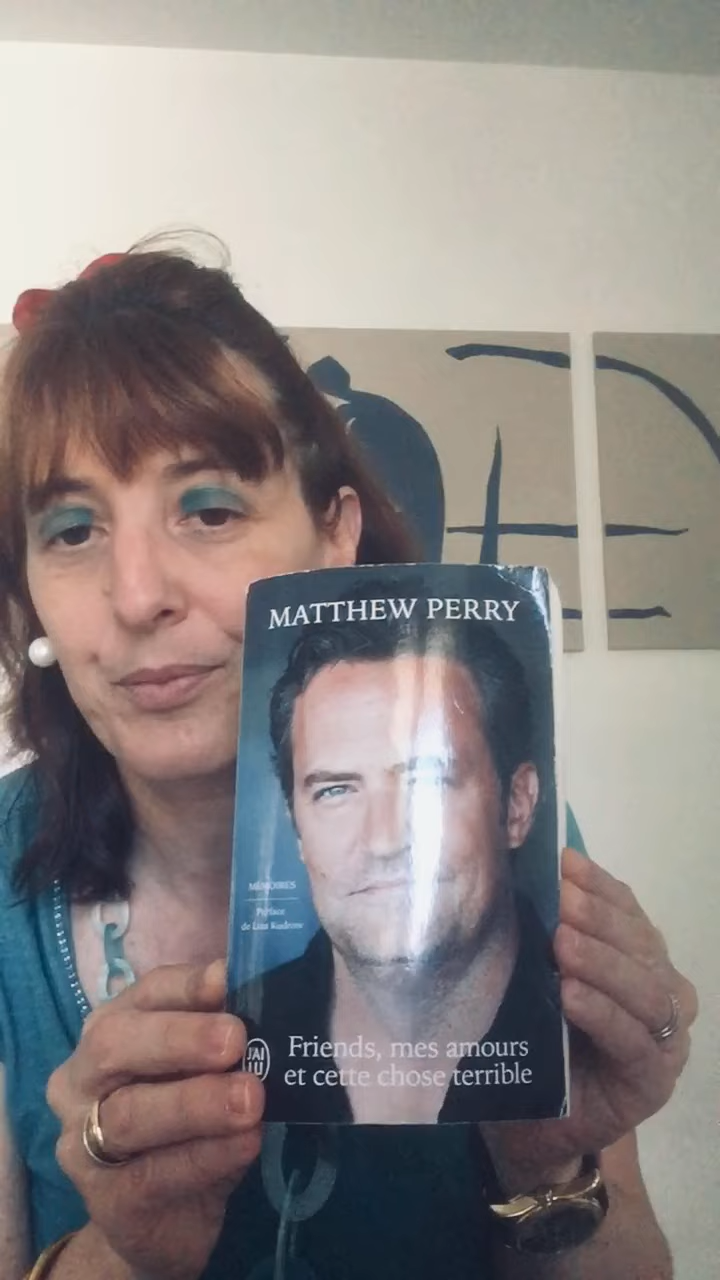 MATTHEW PERRY
MÉMOIRES
Préface
de Lisa Kudrow
J'AI
LU
Friends, mes amours
et cette chose terrible